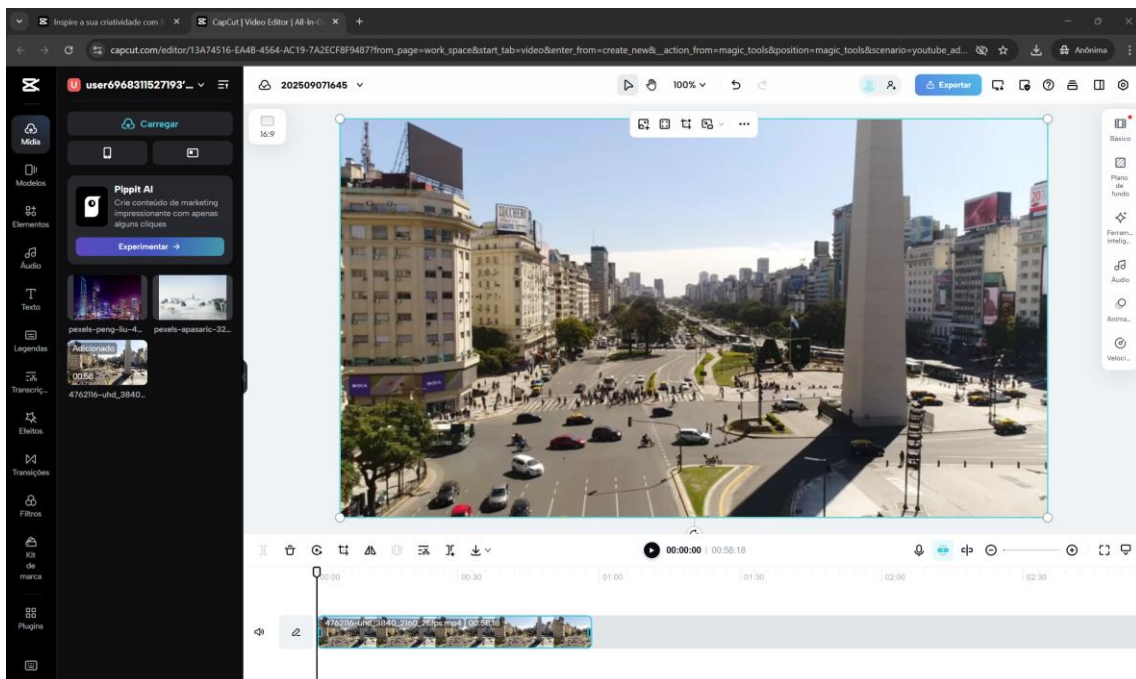 Inspire a sua criatividade com f
CapCut | Video Editor | All-In-O
capcut.com/editor/13A74516-EA4B-4564-AC19-7A2ECF8F9487?from_page=work_space&start_tab=video&enter_from=create_new&__action_from=magic_tools&position=magic_tools&scenario=youtube_ad...
Anônima
user6968311527193'...
202509071645
100%
Exportar
Mídia
Modelos
Elementos
Áudio
Texto
Legendas
Transcriç...
Efeitos
Transições
Filtros
Kit
de
marca
Plugins
Carregar
Pippit AI
Crie conteúdo de marketing
impressionante com apenas
alguns cliques
Experimentar →
pexels-peng-liu-4...
pexels-apasaric-32...
Adicionado
00:58
4762116-uhd_3840...
16:9
ZUCCHERI
MOCA
MOCA
BA
Básico
Plano
de
fundo
Ferram...
intelig...
Áudio
Anima...
Veloci...
00:00:00 | 00:58:18
00:00
00:30
01:00
01:30
02:00
02:30
4762116-uhd_3840_2160_25fps.mp4 | 00:58:18